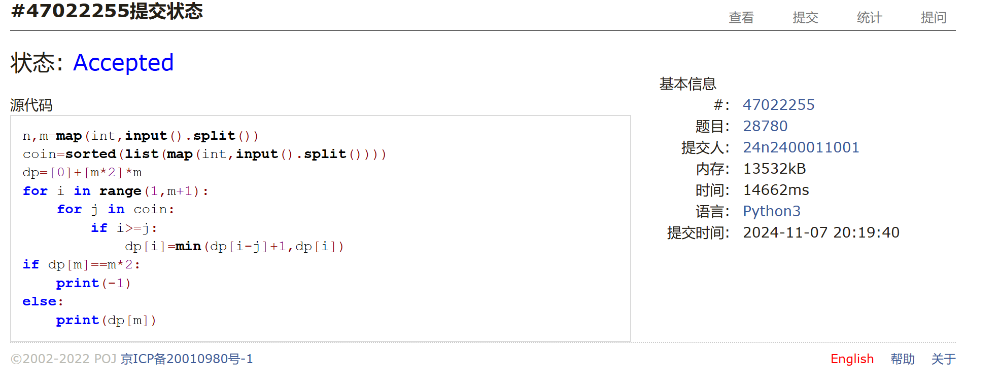 #47022255提交状态
查看 提交 统计 提问
状态: Accepted
源代码
n,m=map(int,input().split())
coin=sorted(list(map(int,input().split())))
dp=[0]+[m*2]*m
for i in range(1,m+1):
    for j in coin:
        if i>=j:
            dp[i]=min(dp[i-j]+1,dp[i])
if dp[m]==m*2:
    print(-1)
else:
    print(dp[m])
基本信息
#: 47022255
题目: 28780
提交人: 24n2400011001
内存: 13532kB
时间: 14662ms
语言: Python3
提交时间: 2024-11-07 20:19:40
©2002-2022 POJ 京ICP备20010980号-1
English 帮助 关于